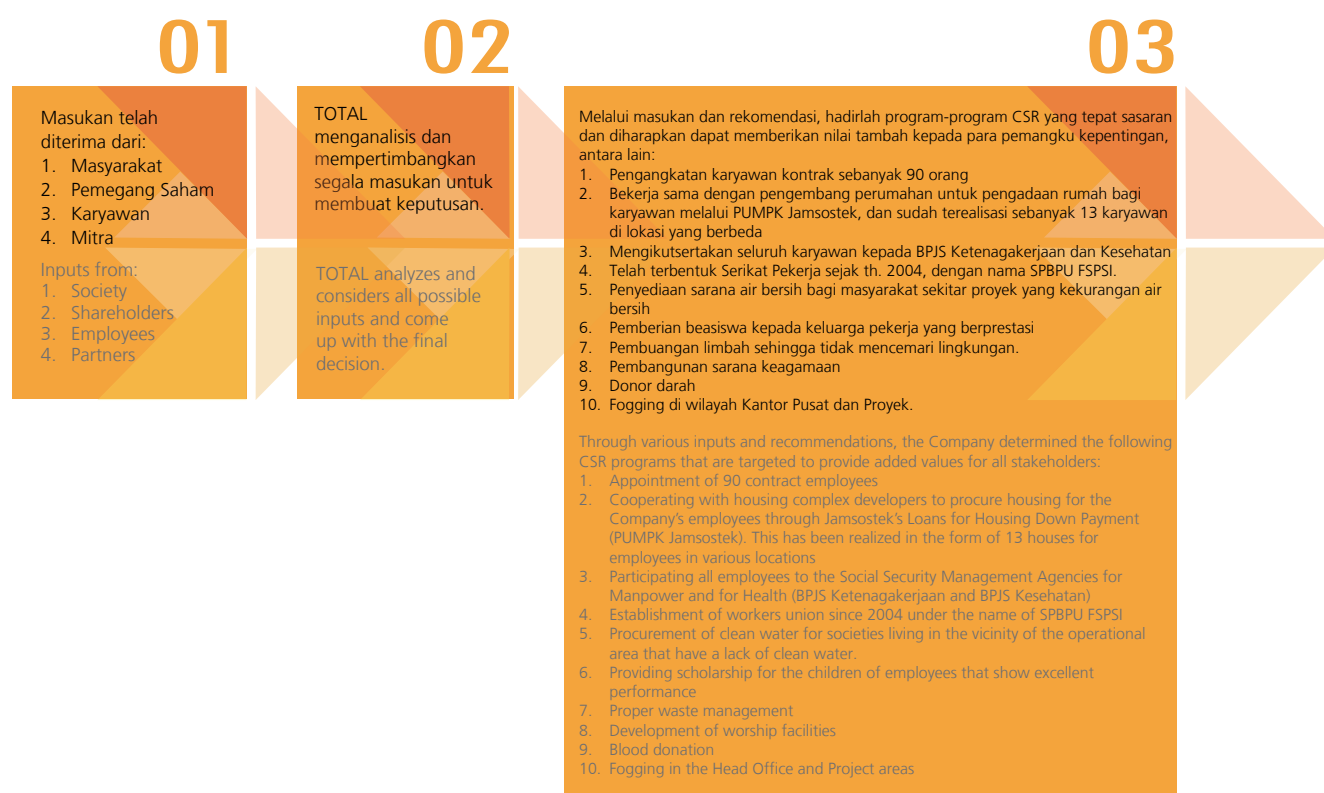 01
Masukan telah
diterima dari:
1. Masyarakat
2. Pemegang Saham
3. Karyawan
4. Mitra
Inputs from:
1. Society
2. Shareholders
3. Employees
4. Partners
02
TOTAL
menganalisis dan
mempertimbangkan
segala masukan untuk
membuat keputusan.
TOTAL analyzes and
considers all possible
inputs and come
up with the final
decision.
03
Melalui masukan dan rekomendasi, hadirlah program-program CSR yang tepat sasaran
dan diharapkan dapat memberikan nilai tambah kepada para pemangku kepentingan,
antara lain:
1. Pengangkatan karyawan kontrak sebanyak 90 orang
2. Bekerja sama dengan pengembang perumahan untuk pengadaan rumah bagi
karyawan melalui PUMPK Jamsostek, dan sudah terealisasi sebanyak 13 karyawan
di lokasi yang berbeda
3. Mengikutsertakan seluruh karyawan kepada BPJS Ketenagakerjaan dan Kesehatan
4. Telah terbentuk Serikat Pekerja sejak th. 2004, dengan nama SPBPU FSPSI.
5. Penyediaan sarana air bersih bagi masyarakat sekitar proyek yang kekurangan air
bersih
6. Pemberian beasiswa kepada keluarga pekerja yang berprestasi
7. Pembuangan limbah sehingga tidak mencemari lingkungan.
8. Pembangunan sarana keagamaan
9. Donor darah
10. Fogging di wilayah Kantor Pusat dan Proyek.
Through various inputs and recommendations, the Company determined the following
CSR programs that are targeted to provide added values for all stakeholders:
1. Appointment of 90 contract employees
2. Cooperating with housing complex developers to procure housing for the
Company's employees through Jamsostek's Loans for Housing Down Payment
(PUMPK Jamsostek). This has been realized in the form of 13 houses for
employees in various locations
3. Participating all employees to the Social Security Management Agencies for
Manpower and for Health (BPJS Ketenagakerjaan and BPJS Kesehatan)
4. Establishment of workers union since 2004 under the name of SPBPU FSPSI
5. Procurement of clean water for societies living in the vicinity of the operational
area that have a lack of clean water.
6. Providing scholarship for the children of employees that show excellent
performance
7. Proper waste management
8. Development of worship facilities
9. Blood donation
10. Fogging in the Head Office and Project areas